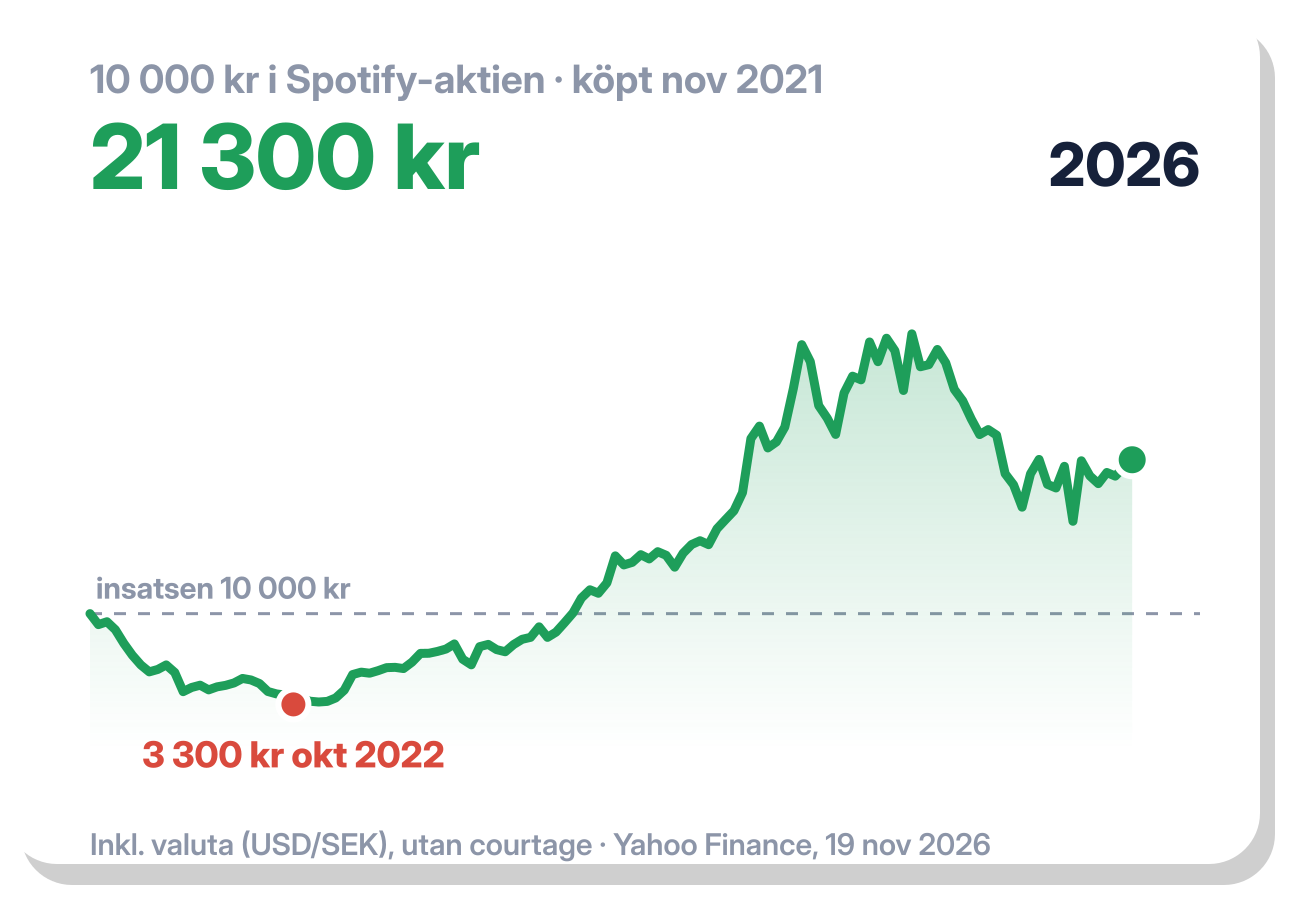 10 000 kr i Spotify-aktien · köpt nov 2021
21 300 kr
2026
insatsen 10 000 kr
3 300 kr okt 2022
Inkl. valuta (USD/SEK), utan courtage · Yahoo Finance, 19 nov 2026